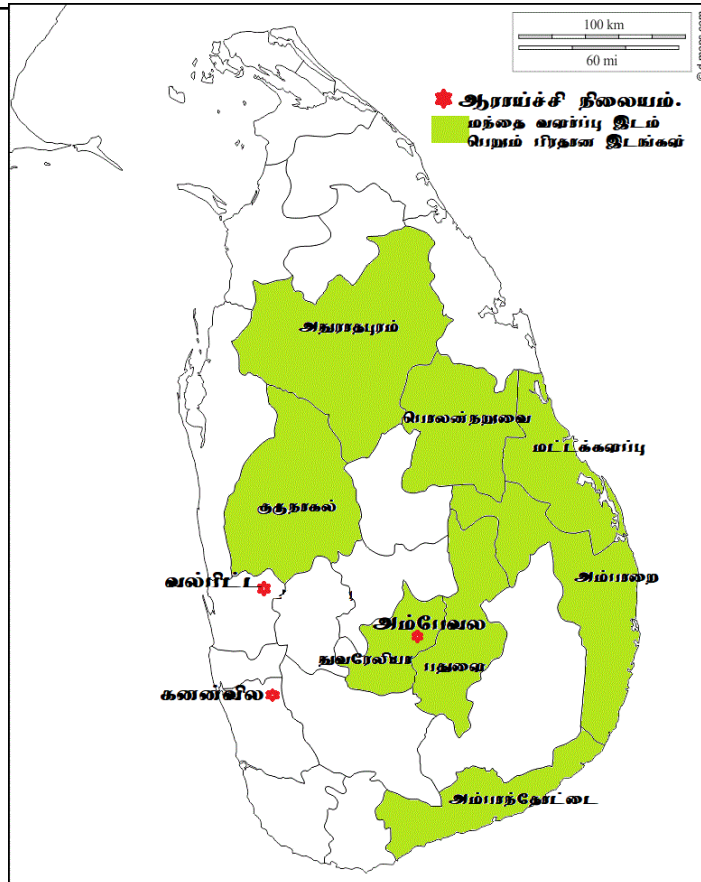 100 km
60 mi
ஆராய்ச்சி நிலையம்.
மந்தை வளர்ப்பு இடம்
பெறும் பிரதான இடங்கள்
அநுராதபுரம்
பொலன்நறுவை
மட்டக்களர்பு
குருநாகல்
வல்பிட்ட
அம்பாறை
அம்பேவல
நுவரேலியா
பதுளை
கனன்வில
அம்பாந்தோட்டை